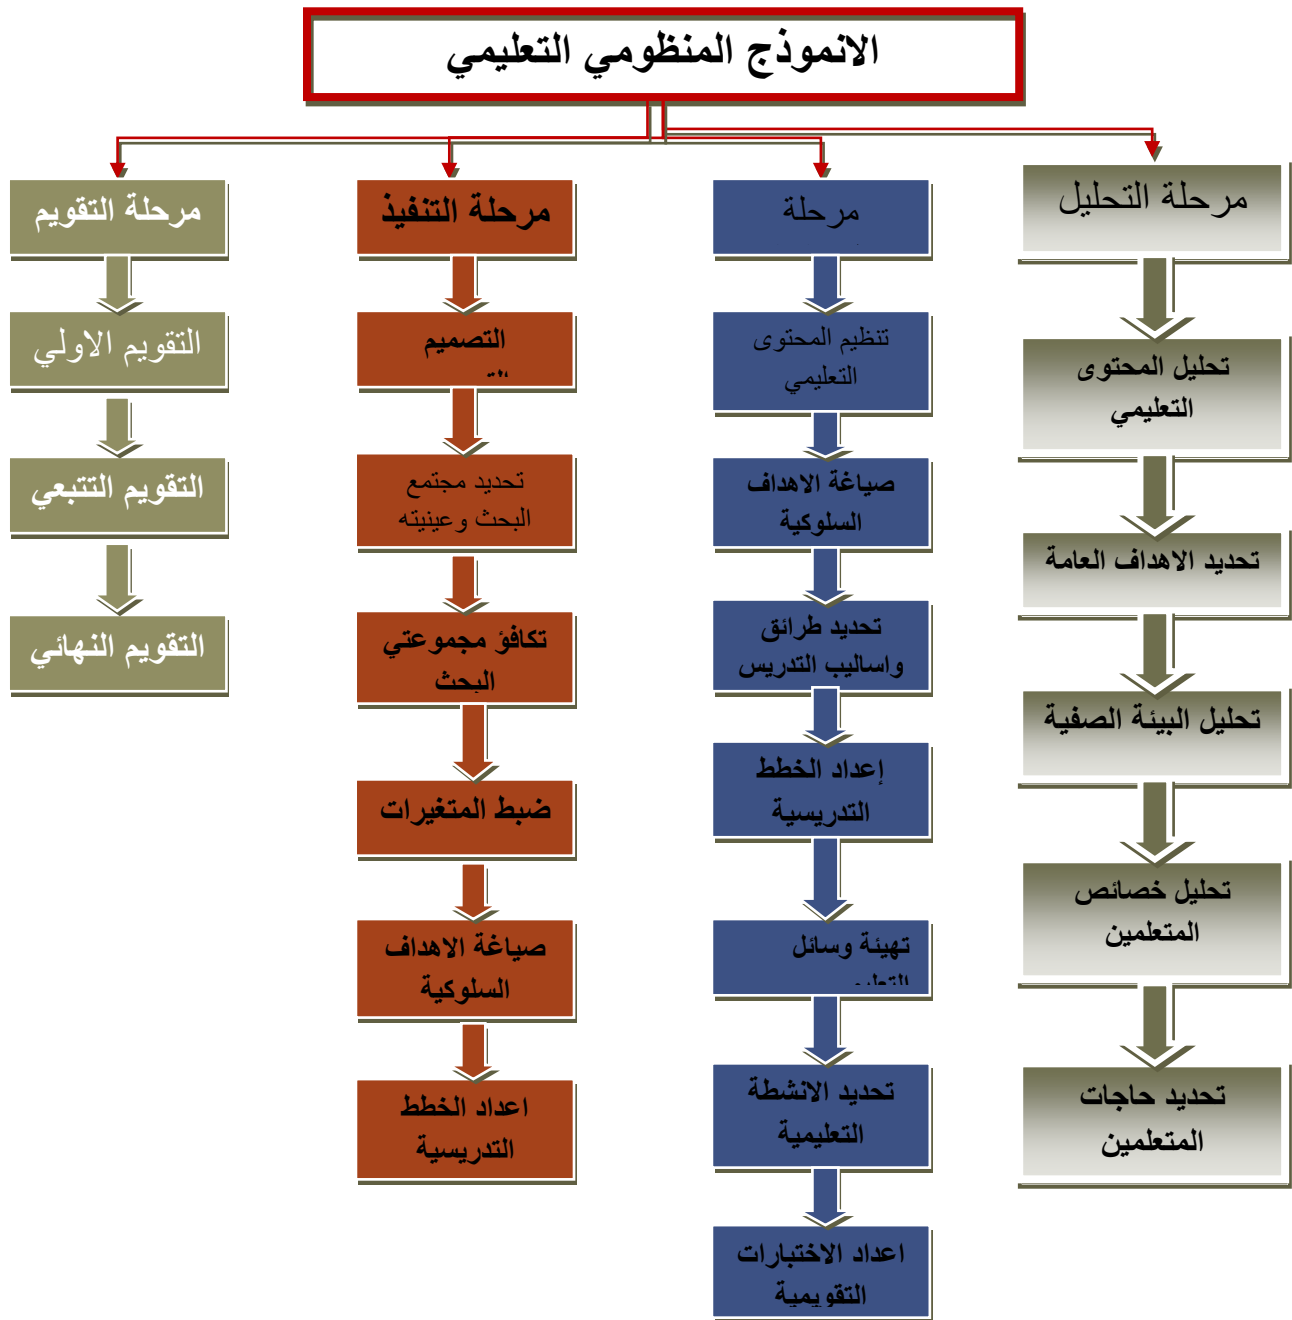 الانموذج المنظومي التعليمي
مرحلة التحليل
تحليل المحتوى
التعليمي
تحديد الاهداف العامة
تحليل البيئة الصفية
تحليل خصائص
المتعلمين
تحديد حاجات
المتعلمين
مرحلة
تنظيم المحتوى
التعليمي
صياغة الاهداف
السلوكية
تحديد طرائق
واساليب التدريس
إعداد الخطط
التدريسية
تهيئة وسائل
تحديد الانشطة
التعليمية
اعداد الاختبارات
التقويمية
مرحلة التنفيذ
التصميم
تحديد مجتمع
البحث وعينيته
تكافؤ مجموعتي
البحث
ضبط المتغيرات
صياغة الاهداف
السلوكية
اعداد الخطط
التدريسية
مرحلة التقويم
التقويم الاولي
التقويم التتبعي
التقويم النهائي